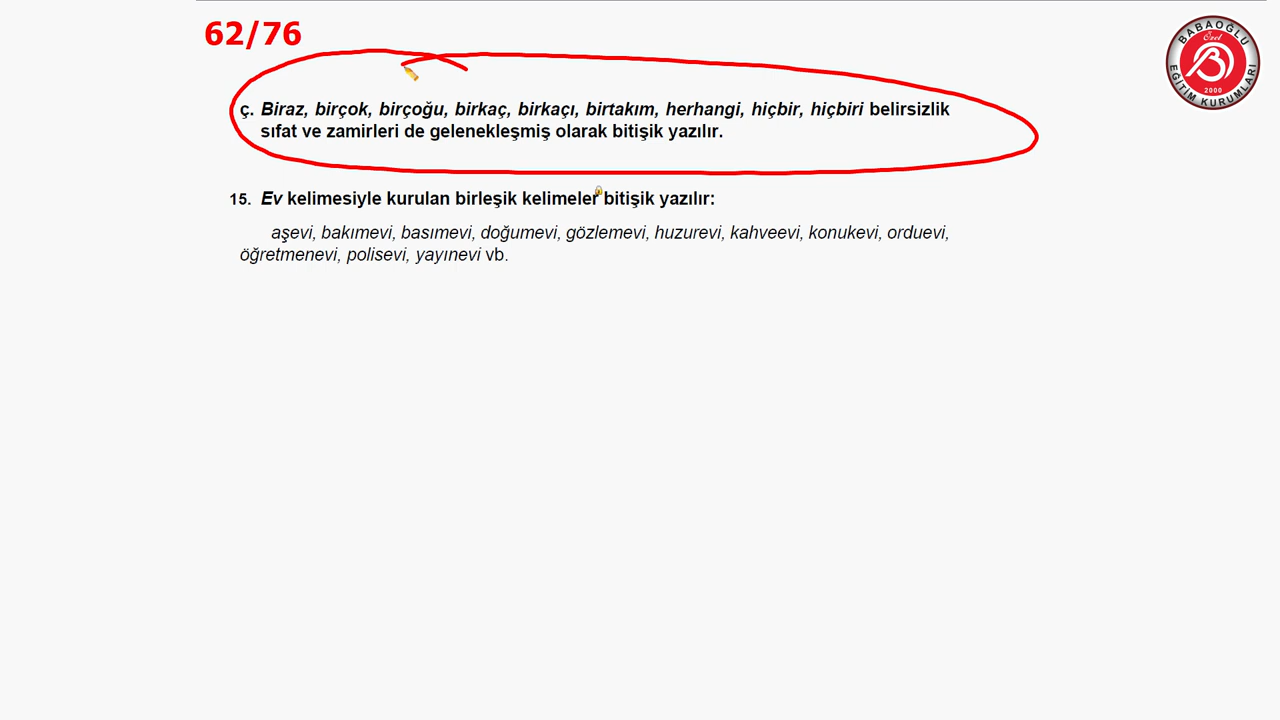 62/76
BABAOĞLU
Özel
B
2000
EĞİTİM KURUMLARI
ç. Biraz, birçok, birçoğu, birkaç, birkaçı, birtakım, herhangi, hiçbir, hiçbiri belirsizlik
sıfat ve zamirleri de gelenekleşmiş olarak bitişik yazılır.
15. Ev kelimesiyle kurulan birleşik kelimeler bitişik yazılır:
aşevi, bakımevi, basımevi, doğumevi, gözlemevi, huzurevi, kahveevi, konukevi, orduevi,
öğretmenevi, polisevi, yayınevi vb.